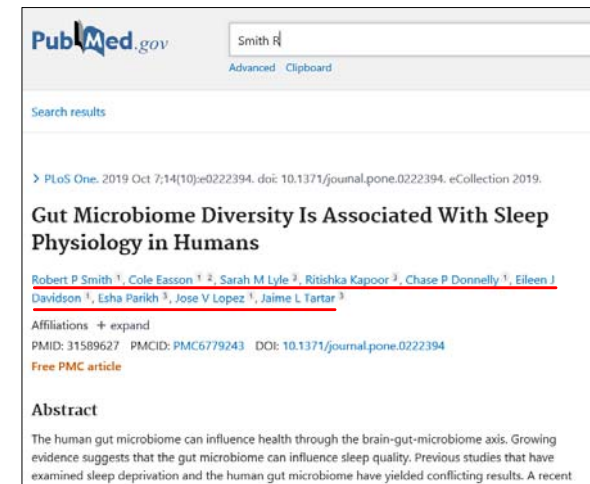 PubMed.gov
Smith R
Advanced Clipboard
Search results
> PLoS One. 2019 Oct 7;14(10):e0222394. doi: 10.1371/journal.pone.0222394. eCollection 2019.
Gut Microbiome Diversity Is Associated With Sleep
Physiology in Humans
Robert P Smith 1, Cole Easson 1 2, Sarah M Lyle 3, Ritishka Kapoor 3, Chase P Donnelly 1, Eileen J
Davidson 1, Esha Parikh 3, Jose V Lopez 1, Jaime L Tartar 3
Affiliations + expand
PMID: 31589627 PMCID: PMC6779243 DOI: 10.1371/journal.pone.0222394
Free PMC article
Abstract
The human gut microbiome can influence health through the brain-gut-microbiome axis. Growing
evidence suggests that the gut microbiome can influence sleep quality. Previous studies that have
examined sleep deprivation and the human gut microbiome have yielded conflicting results. A recent